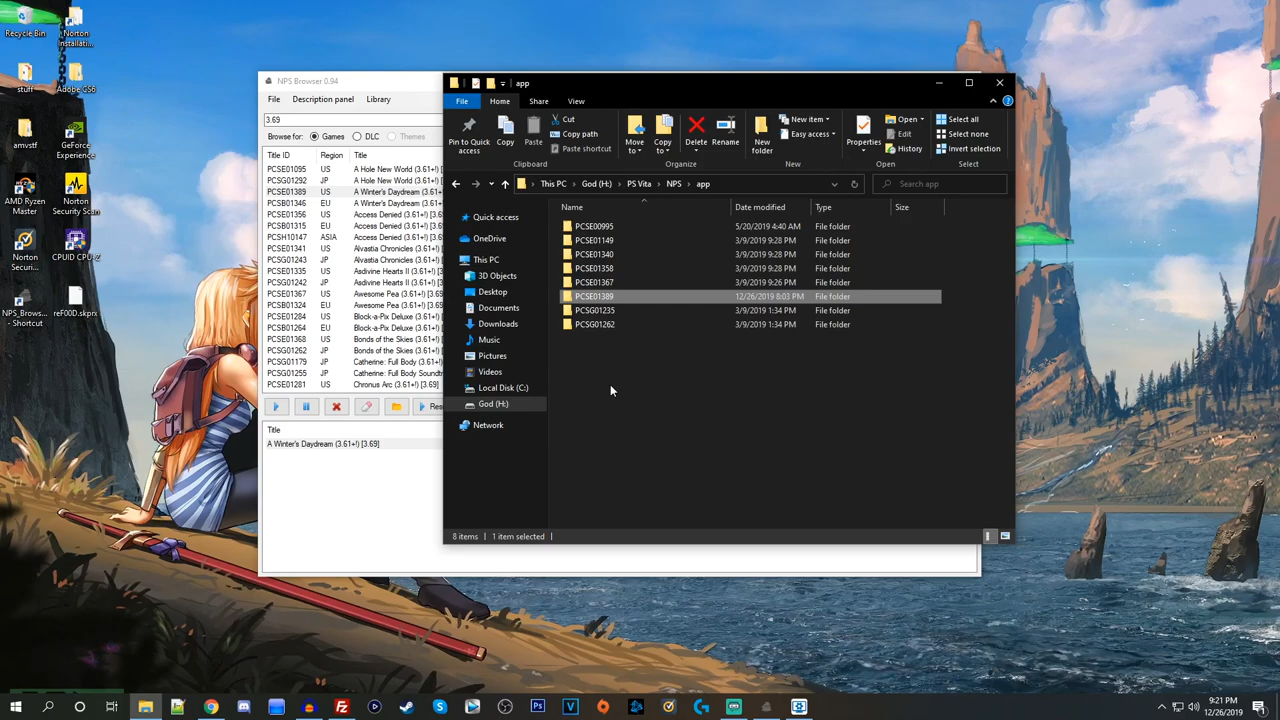 Recycle Bin
Norton
Installati...
stuff
Adobe CS6
amvstf
GeForce
Experience
AMD Ryzen
Master
Norton
Security Scan
Norton
Securi...
CPUID CPU-Z
NPS_Brows...
- Shortcut
reF00D.skprx
NPS Browser 0.94
File Description panel Library
3.69
Browse for: Games DLC Themes
Title ID Region Title
PCSE01095 US A Hole New World (3.61+!)
PCSG01292 JP A Hole New World (3.61+!)
PCSE01389 US A Winter's Daydream (3.61+
PCSB01346 EU A Winter's Daydream (3.61+
PCSE01356 US Access Denied (3.61+!) [3.6
PCSB01315 EU Access Denied (3.61+!) [3.6
PCSH10147 ASIA Access Denied (3.61+!) [3.6
PCSE01341 US Alvastia Chronicles (3.61+!)
PCSG01243 JP Alvastia Chronicles (3.61+!)
PCSE01335 US Asdivine Hearts II (3.61+!) [
PCSG01242 JP Asdivine Hearts II (3.61+!) [
PCSE01367 US Awesome Pea (3.61+!) [3.6
PCSB01324 EU Awesome Pea (3.61+!) [3.6
PCSE01284 US Block-a-Pix Deluxe (3.61+!)
PCSB01264 EU Block-a-Pix Deluxe (3.61+!)
PCSE01368 US Bonds of the Skies (3.61+!)
PCSG01262 JP Bonds of the Skies (3.61+!)
PCSG01179 JP Catherine: Full Body (3.61+!)
PCSG01255 JP Catherine: Full Body Soundtr
PCSE01281 US Chronus Arc (3.61+!) [3.69]
Res
Title
A Winter's Daydream (3.61+!) [3.69]
app
File Home Share View
Pin to Quick
access
Copy
Paste
Cut
Copy path
Paste shortcut
Clipboard
Move
to
Copy
to
Delete
Rename
Organize
New
folder
New item
Easy access
New
Properties
Open
Edit
History
Open
Select all
Select none
Invert selection
Select
This PC God (H:) PS Vita NPS app
Search app
Name Date modified Type Size
Quick access
OneDrive
This PC
3D Objects
Desktop
Documents
Downloads
Music
Pictures
Videos
Local Disk (C:)
God (H:)
Network
PCSE00995 5/20/2019 4:40 AM File folder
PCSE01149 3/9/2019 9:28 PM File folder
PCSE01340 3/9/2019 9:28 PM File folder
PCSE01358 3/9/2019 9:28 PM File folder
PCSE01367 3/9/2019 9:26 PM File folder
PCSE01389 12/26/2019 8:03 PM File folder
PCSG01235 3/9/2019 1:34 PM File folder
PCSG01262 3/9/2019 1:34 PM File folder
8 items 1 item selected
9:21 PM
12/26/2019